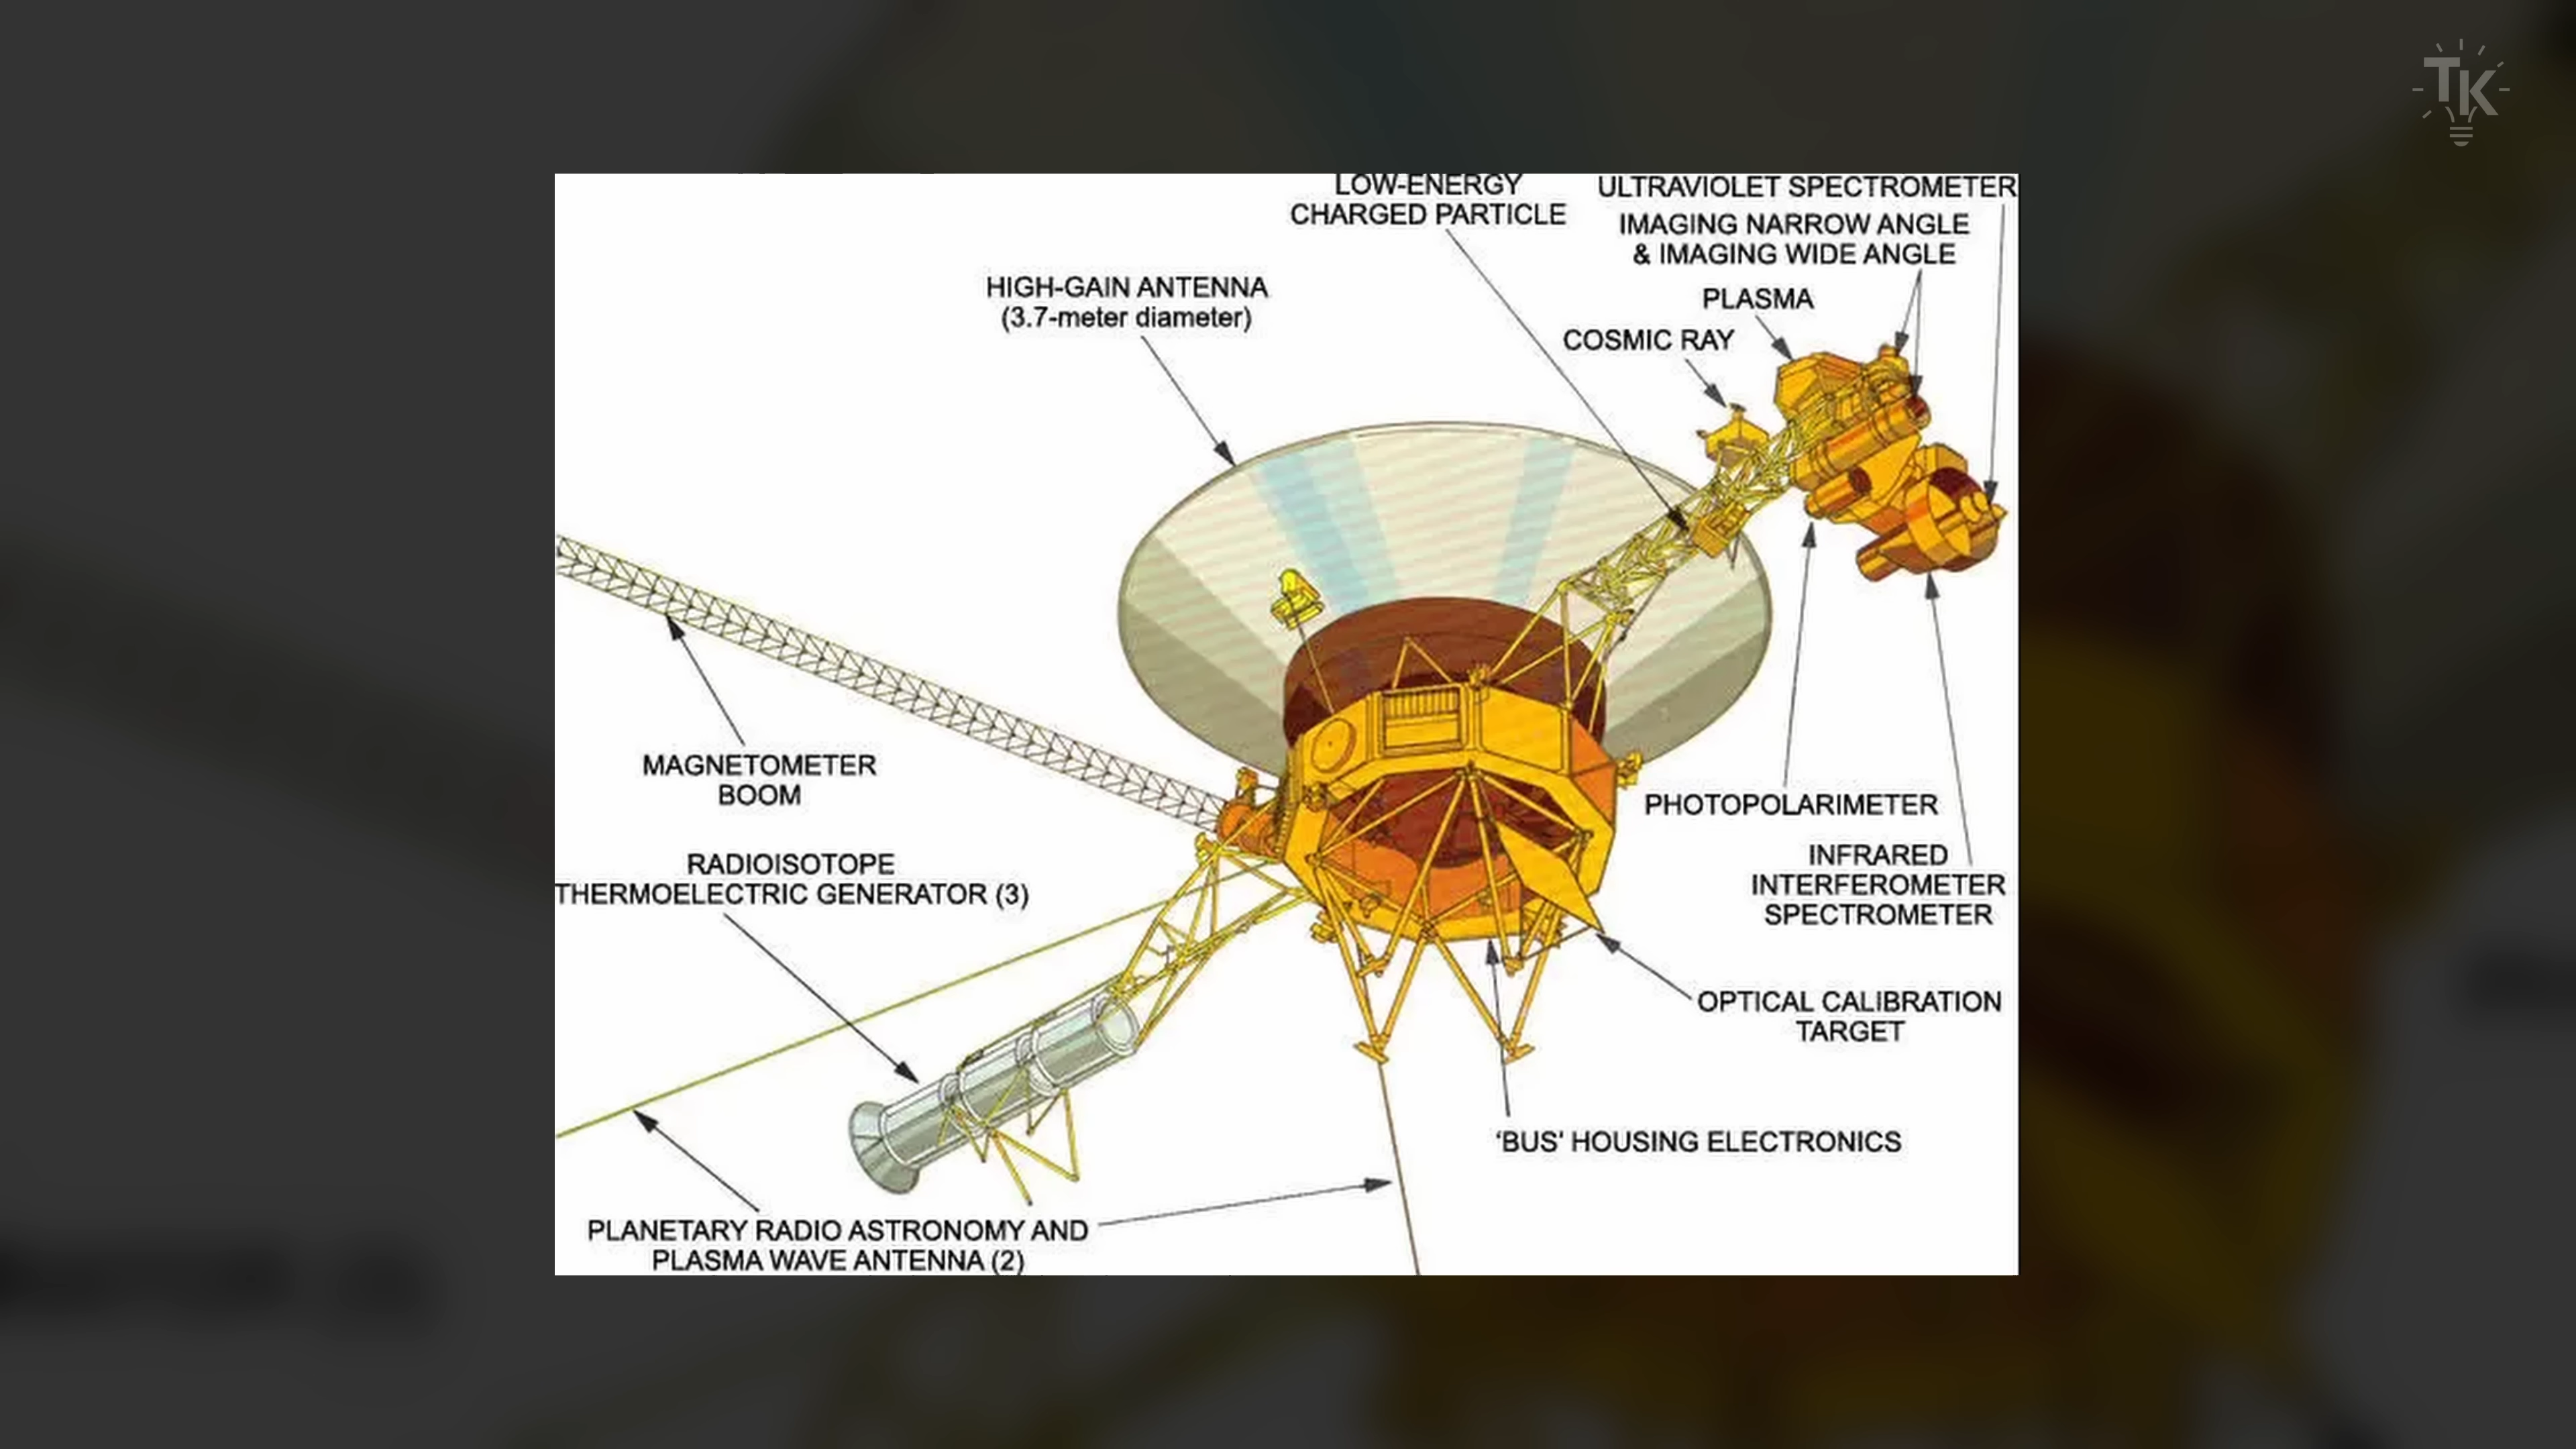 TK
LOW-ENERGY
CHARGED PARTICLE
ULTRAVIOLET SPECTROMETER
IMAGING NARROW ANGLE
& IMAGING WIDE ANGLE
HIGH-GAIN ANTENNA
(3.7-meter diameter)
PLASMA
COSMIC RAY
MAGNETOMETER
BOOM
PHOTOPOLARIMETER
RADIOISOTOPE
THERMOELECTRIC GENERATOR (3)
INFRARED
INTERFEROMETER
SPECTROMETER
OPTICAL CALIBRATION
TARGET
‘BUS’ HOUSING ELECTRONICS
PLANETARY RADIO ASTRONOMY AND
PLASMA WAVE ANTENNA (2)